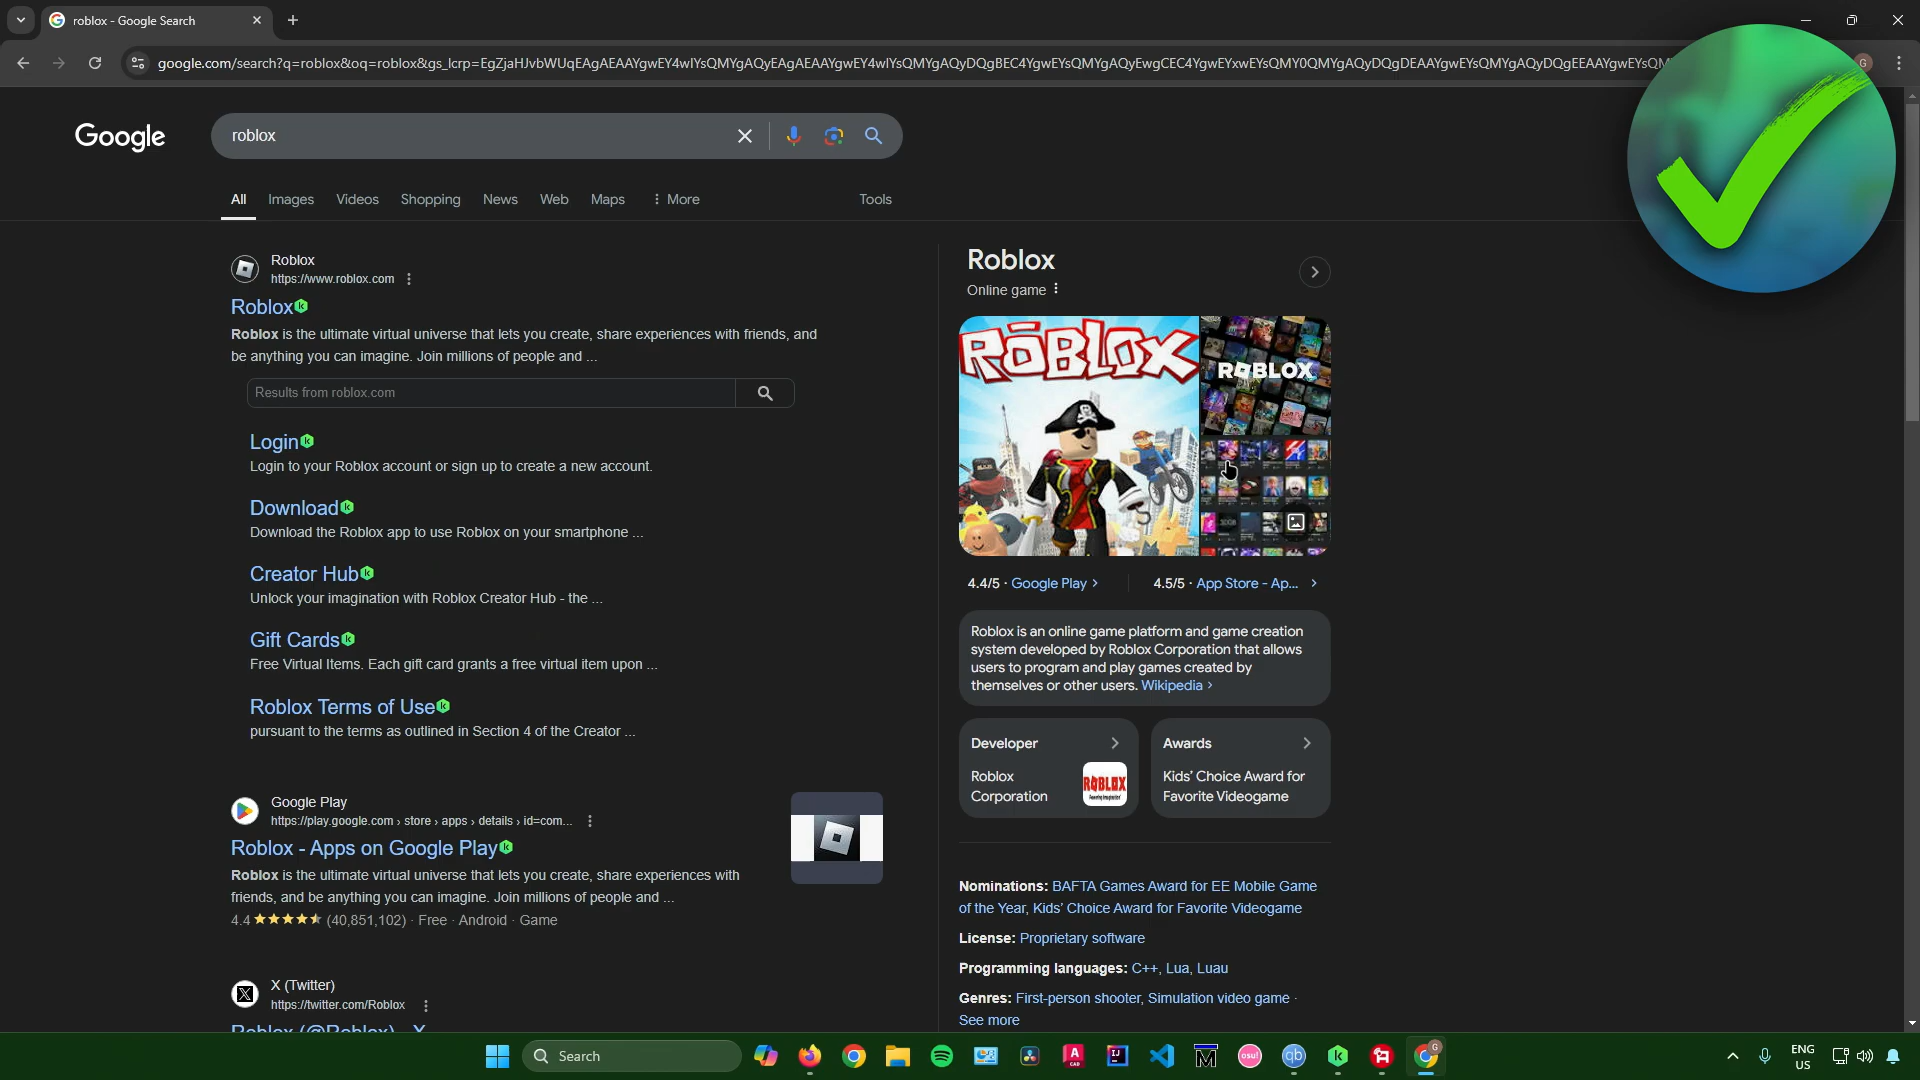 roblox - Google Search
google.com/search?q=roblox&oq=roblox&gs_lcrp=EgZjaHJvbWUqEAgAEAAYgwEY4wIYsQMYgAQyEAgAEAAYgwEY4wIYsQMYgAQyDQgBEC4YgwEYsQMYgAQyEwgCEC4YgwEYxwEYsQMY0QMYgAQyDQgDEAAYgwEYsQMYgAQyDQgEEAAYgwEYsQM
G
Google
roblox
All Images Videos Shopping News Web Maps More Tools
Roblox
https://www.roblox.com
Roblox
Roblox is the ultimate virtual universe that lets you create, share experiences with friends, and
be anything you can imagine. Join millions of people and ...
Results from roblox.com
Login
Login to your Roblox account or sign up to create a new account.
Download
Download the Roblox app to use Roblox on your smartphone ...
Creator Hub
Unlock your imagination with Roblox Creator Hub - the ...
Gift Cards
Free Virtual Items. Each gift card grants a free virtual item upon ...
Roblox Terms of Use
pursuant to the terms as outlined in Section 4 of the Creator ...
Google Play
https://play.google.com › store › apps › details › id=com...
Roblox - Apps on Google Play
Roblox is the ultimate virtual universe that lets you create, share experiences with
friends, and be anything you can imagine. Join millions of people and ...
4.4 (40,851,102) · Free · Android · Game
X (Twitter)
https://twitter.com/Roblox
Roblox (@Roblox) · X
Roblox
Online game
ROBLOX
ROBLOX
4.4/5 · Google Play ›
4.5/5 · App Store - Ap... ›
Roblox is an online game platform and game creation
system developed by Roblox Corporation that allows
users to program and play games created by
themselves or other users. Wikipedia ›
Developer
Roblox
Corporation
ROBLOX
Awards
Kids' Choice Award for
Favorite Videogame
Nominations: BAFTA Games Award for EE Mobile Game
of the Year, Kids' Choice Award for Favorite Videogame
License: Proprietary software
Programming languages: C++, Lua, Luau
Genres: First-person shooter, Simulation video game ·
See more
Search
A
CAD
IJ
M
osu!
qb
k
G
ENG
US